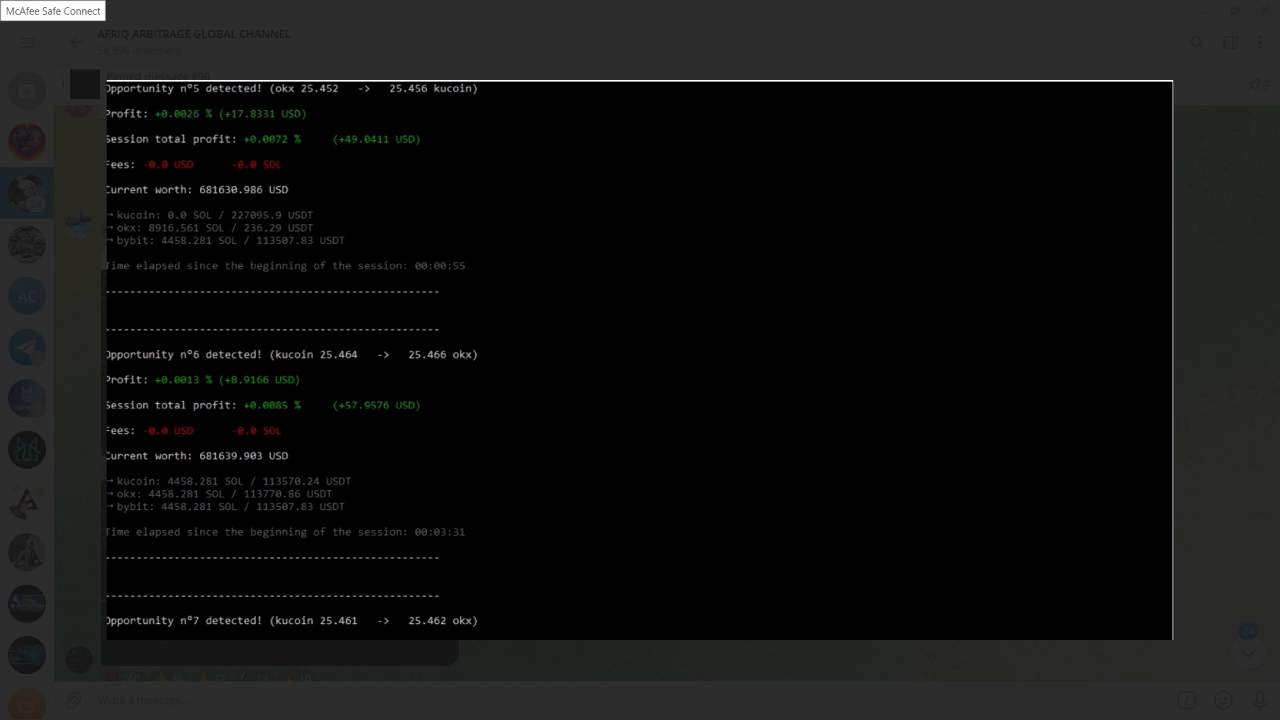 McAfee Safe Connect
AFRIQ ARBITRAGE GLOBAL CHANNEL
Pinned message #90
Opportunity n°5 detected! (okx 25.452 -> 25.456 kucoin)
Profit: +0.0026 % (+17.8331 USD)
Session total profit: +0.0072 % (+49.0411 USD)
Fees: -0.0 USD -0.0 SOL
Current worth: 681630.986 USD
→ kucoin: 0.0 SOL / 227095.9 USDT
→ okx: 8916.561 SOL / 236.29 USDT
→ bybit: 4458.281 SOL / 113507.83 USDT
Time elapsed since the beginning of the session: 00:00:55
-----------------------------------------------------
-----------------------------------------------------
Opportunity n°6 detected! (kucoin 25.464 -> 25.466 okx)
Profit: +0.0013 % (+8.9166 USD)
Session total profit: +0.0085 % (+57.9576 USD)
Fees: -0.0 USD -0.0 SOL
Current worth: 681639.903 USD
→ kucoin: 4458.281 SOL / 113570.24 USDT
→ okx: 4458.281 SOL / 113770.86 USDT
→ bybit: 4458.281 SOL / 113507.83 USDT
Time elapsed since the beginning of the session: 00:03:31
-----------------------------------------------------
-----------------------------------------------------
Opportunity n°7 detected! (kucoin 25.461 -> 25.462 okx)
AC
Write a message...